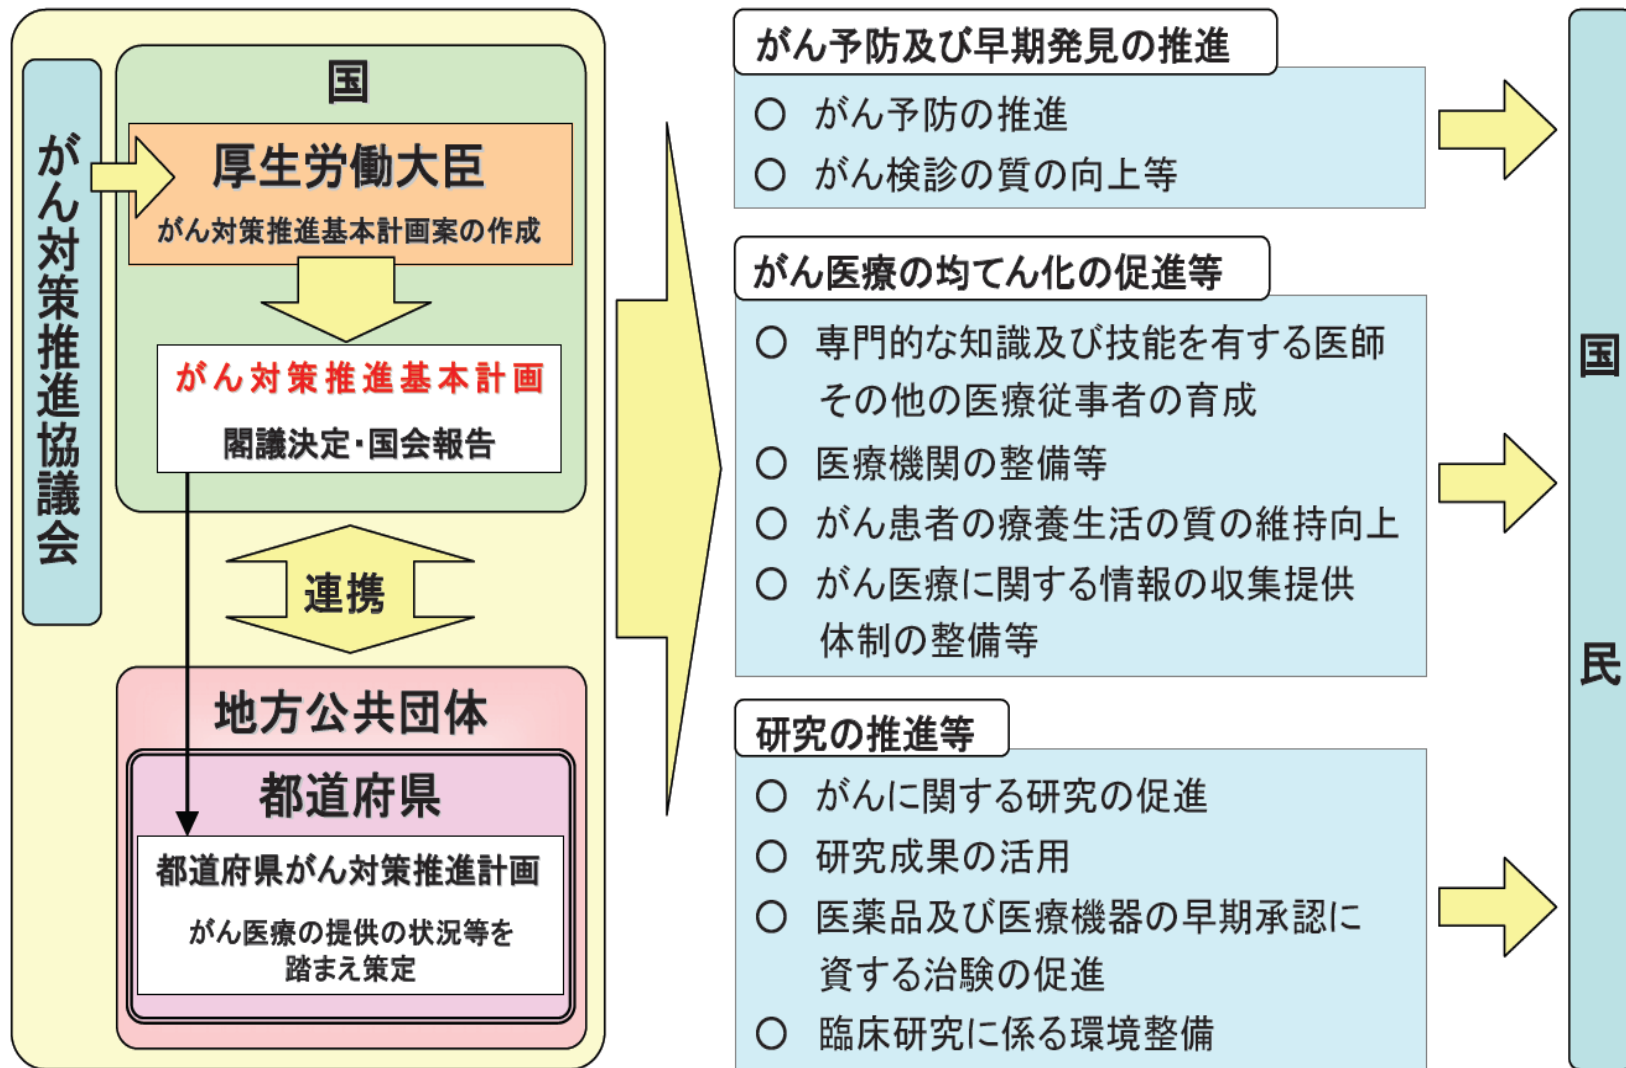 がん対策推進協議会
国
厚生労働大臣
がん対策推進基本計画案の作成
がん対策推進基本計画
閣議決定・国会報告
連携
地方公共団体
都道府県
都道府県がん対策推進計画
がん医療の提供の状況等を
踏まえ策定
がん予防及び早期発見の推進
○ がん予防の推進
○ がん検診の質の向上等
がん医療の均てん化の促進等
○ 専門的な知識及び技能を有する医師
その他の医療従事者の育成
○ 医療機関の整備等
○ がん患者の療養生活の質の維持向上
○ がん医療に関する情報の収集提供
体制の整備等
研究の推進等
○ がんに関する研究の促進
○ 研究成果の活用
○ 医薬品及び医療機器の早期承認に
資する治験の促進
○ 臨床研究に係る環境整備
国民